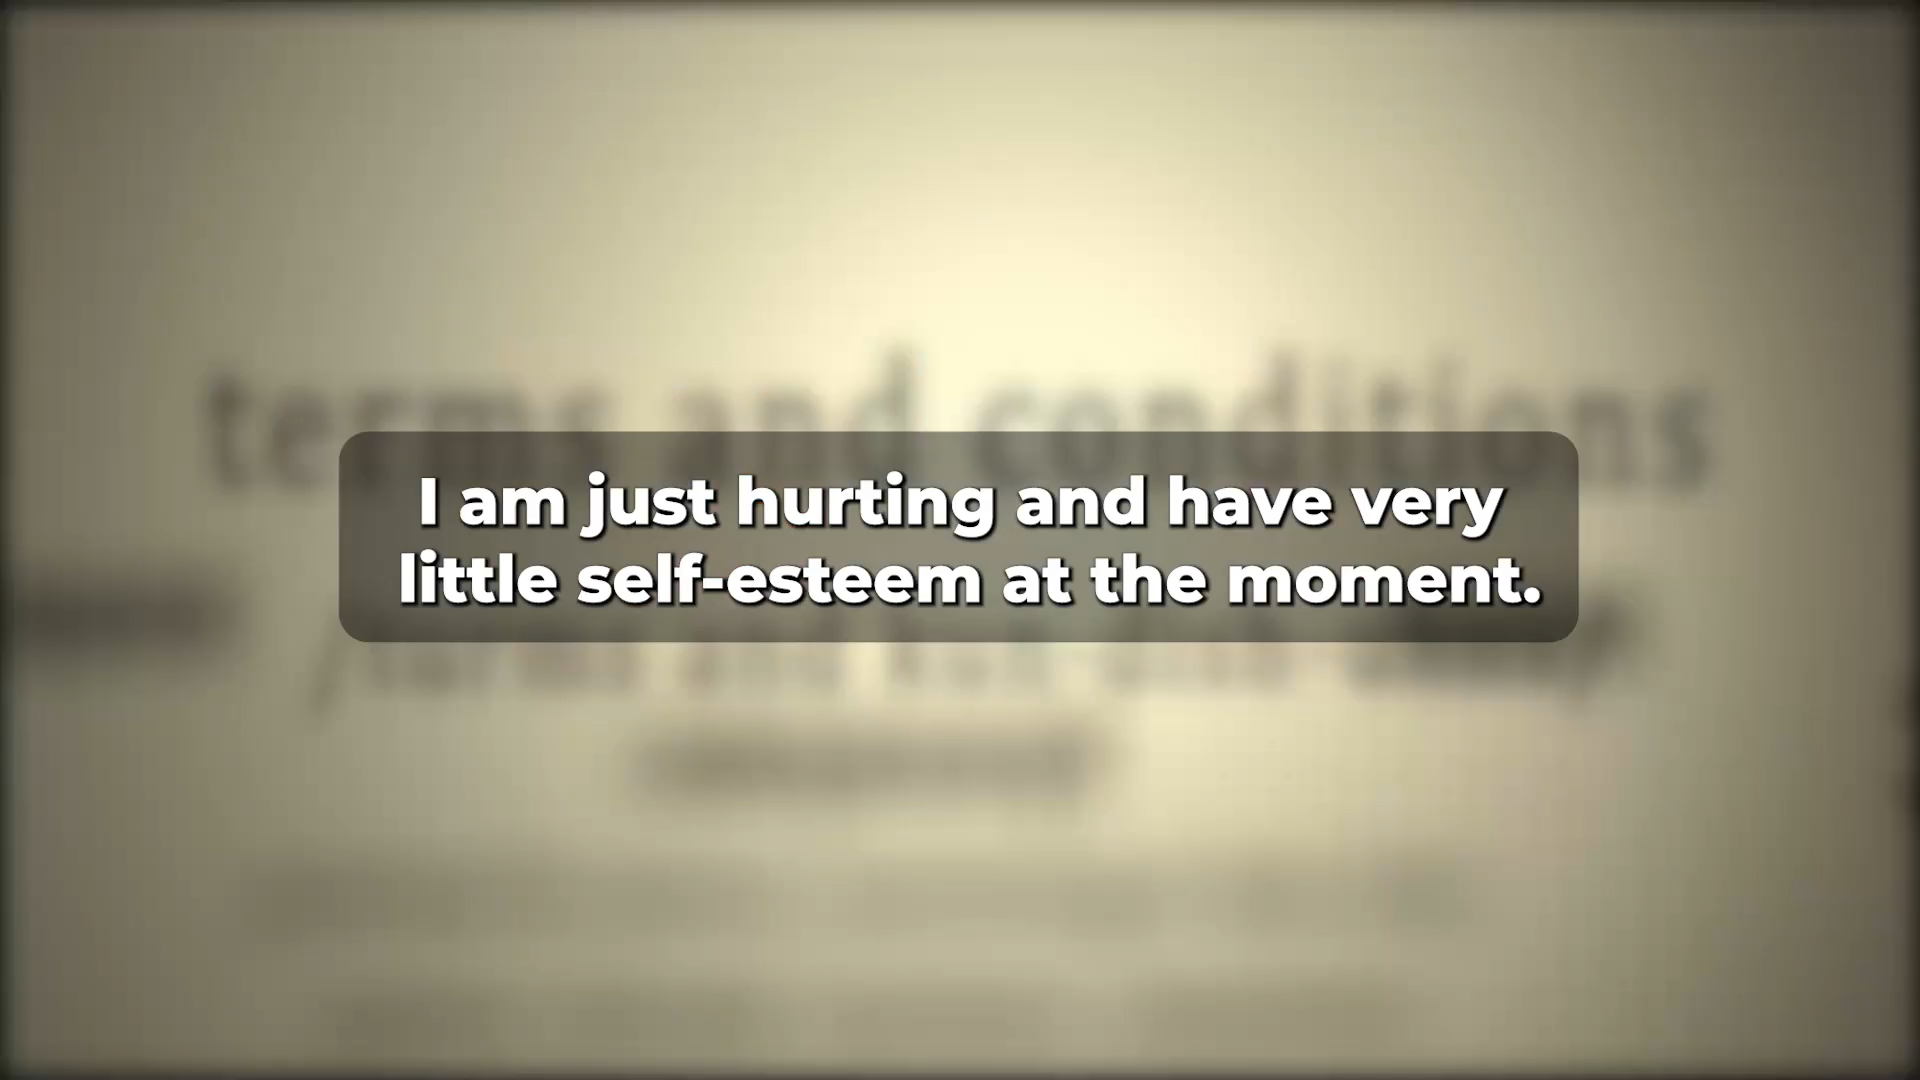 terms and conditions
I am just hurting and have very
little self-esteem at the moment.